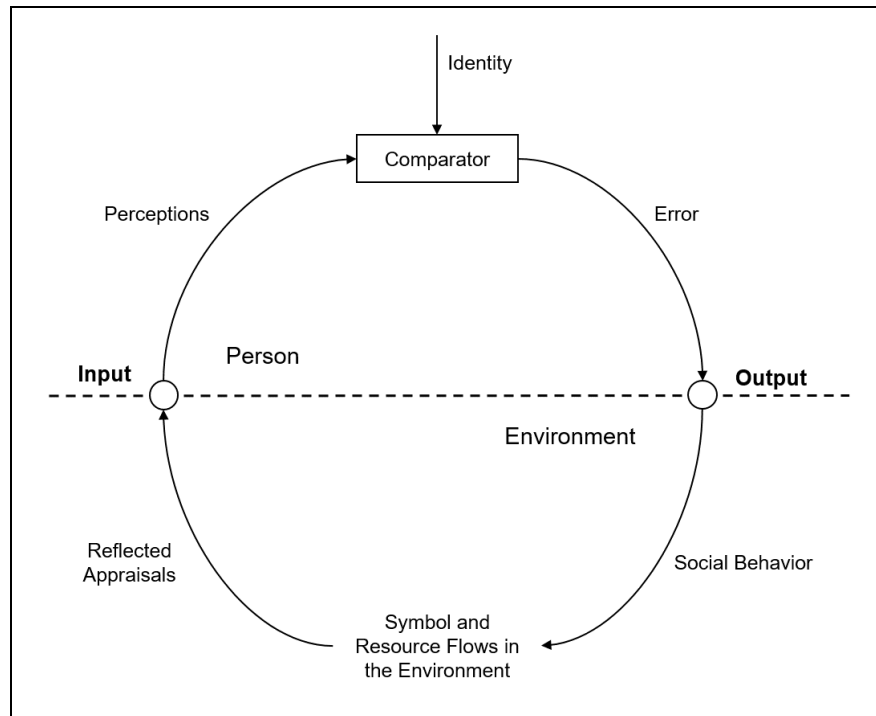 Identity
Comparator
Perceptions
Error
Person
Input
Output
Environment
Reflected
Appraisals
Social Behavior
Symbol and
Resource Flows in
the Environment